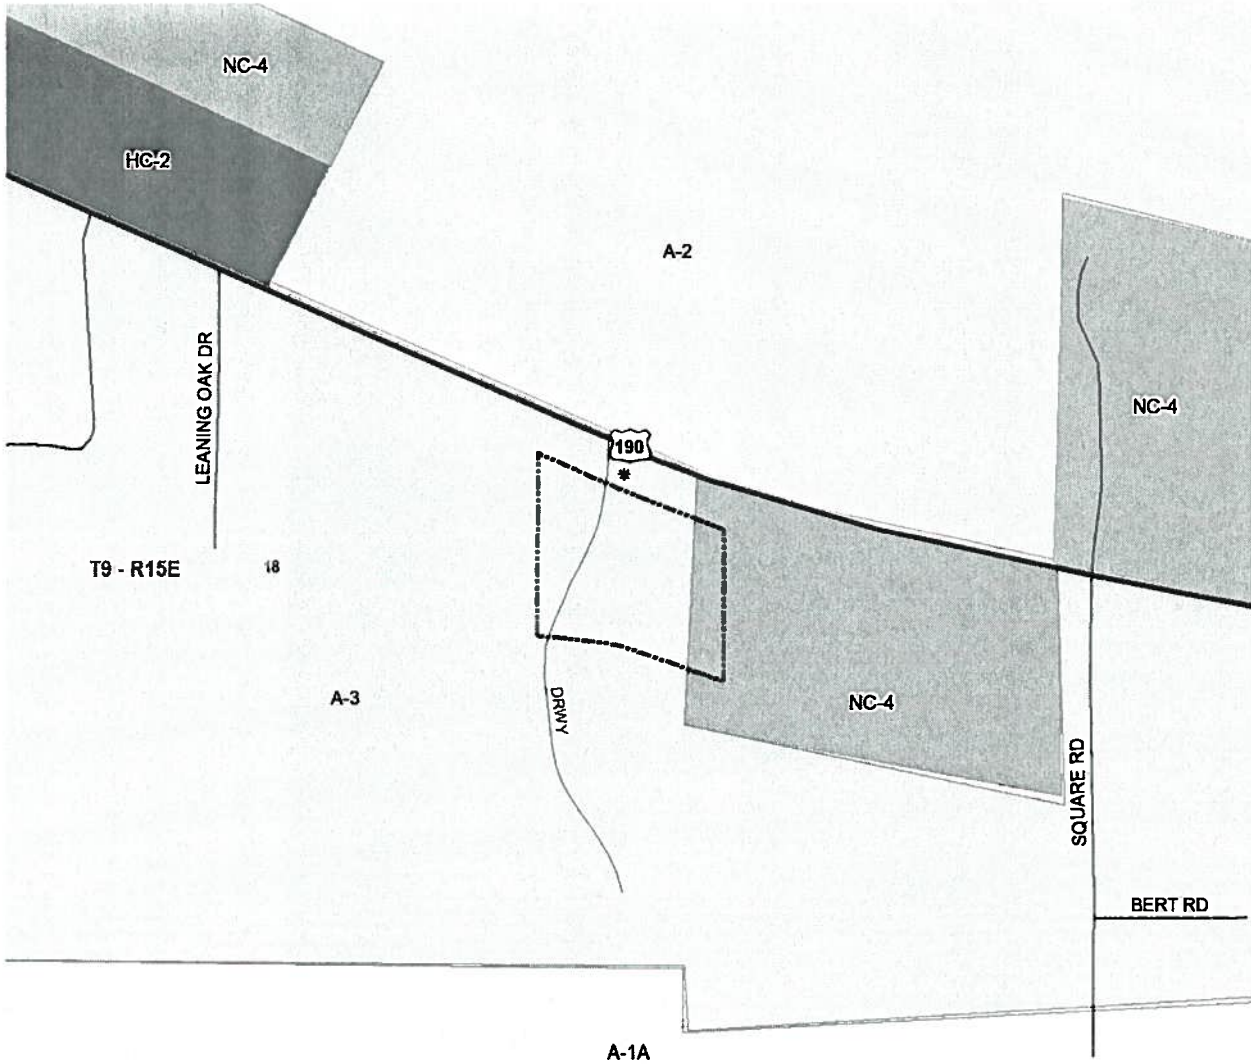 NC-4
HC-2
A-2
LEANING OAK DR
NC-4
190
T9 - R15E
18
A-3
DRWY
NC-4
SQUARE RD
BERT RD
A-1A